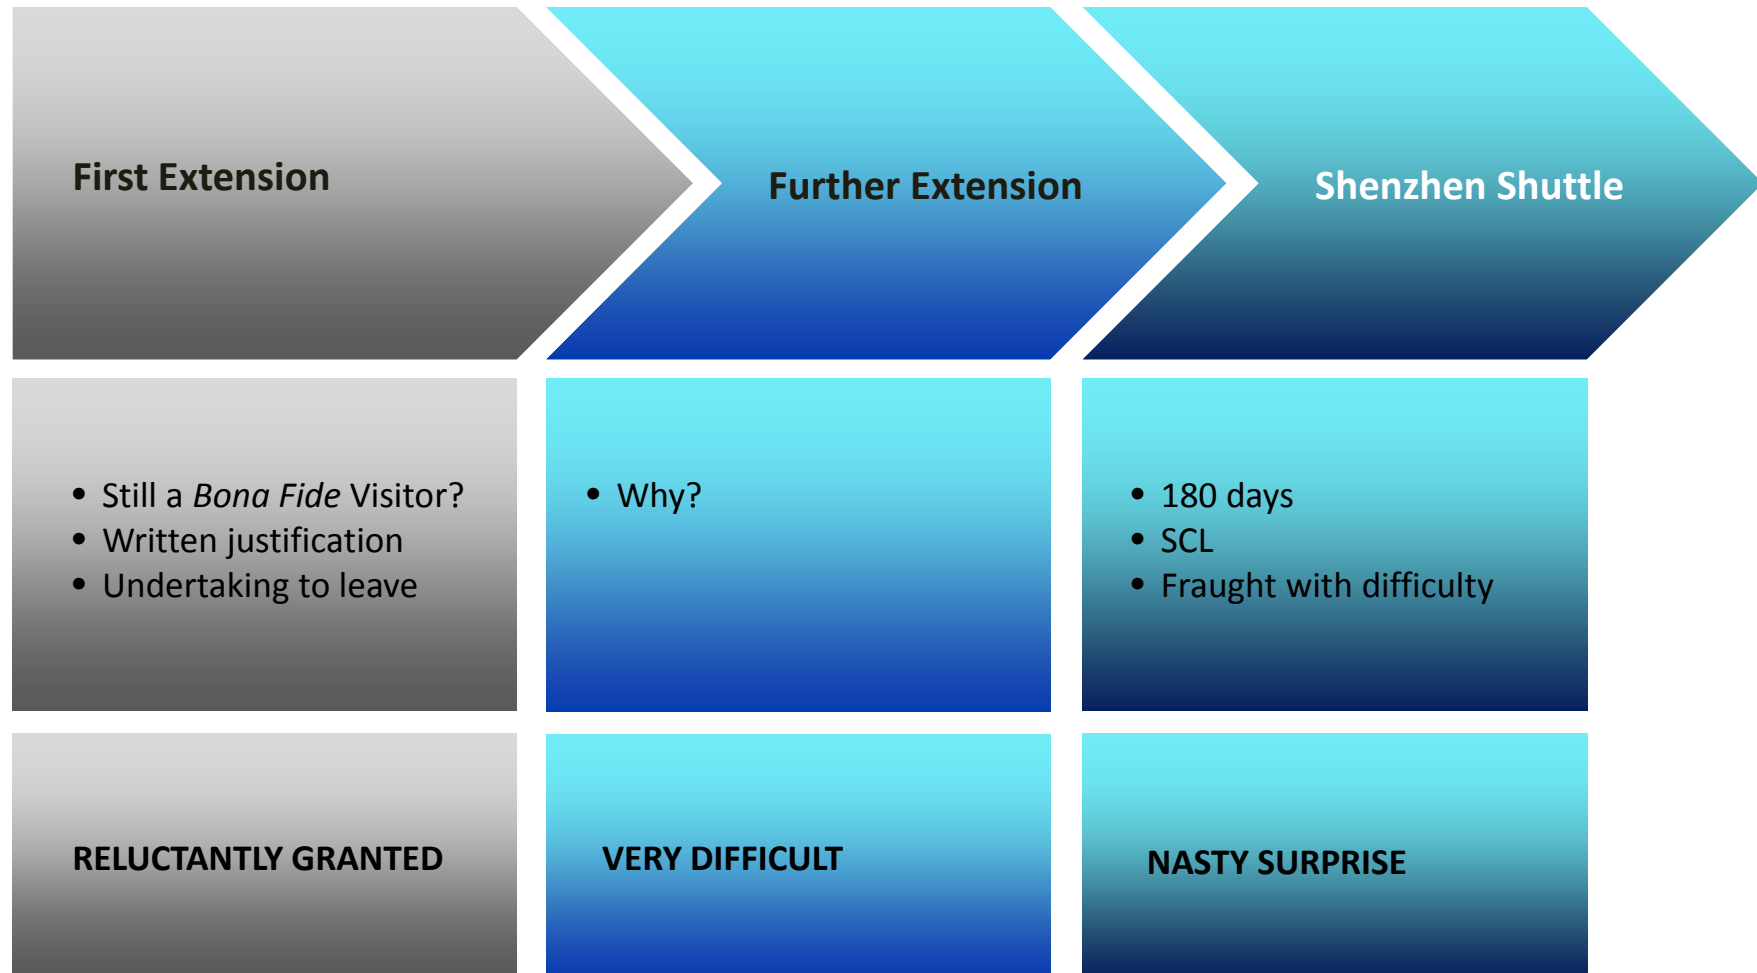 First Extension
Further Extension
Shenzhen Shuttle
• Still a Bona Fide Visitor?
• Written justification
• Undertaking to leave
• Why?
• 180 days
• SCL
• Fraught with difficulty
RELUCTANTLY GRANTED
VERY DIFFICULT
NASTY SURPRISE